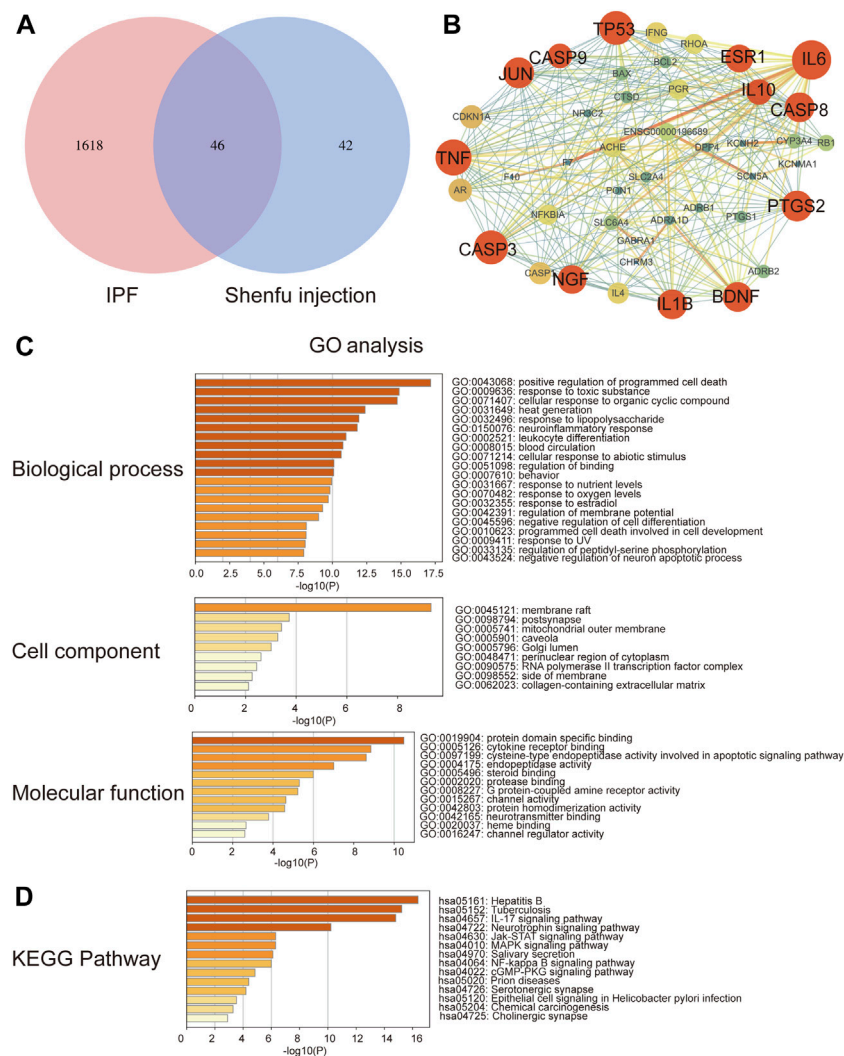 A
1618
46
42
IPF
Shenfu injection
B
TP53
IFNG
RHOA
CASP9
ESR1
IL6
BCL2
JUN
BAX
IL10
PGR
CTSD
CASP8
CDKN1A
NR3C2
ENSG00000196689
KCNH2
CYP3A4
RB1
ACHE
DPP4
TNF
F7
F10
SLC2A4
SCN5A
KCNMA1
AR
PON1
PTGS2
NFKBIA
ADRB1
SLC6A4
ADRA1D
PTGS1
CASP3
GABRA1
CHRM3
ADRB2
CASP1
NGF
IL4
IL1B
BDNF
C
GO analysis
Biological process
GO:0043068: positive regulation of programmed cell death
GO:0009636: response to toxic substance
GO:0071407: cellular response to organic cyclic compound
GO:0031649: heat generation
GO:0032496: response to lipopolysaccharide
GO:0150076: neuroinflammatory response
GO:0002521: leukocyte differentiation
GO:0008015: blood circulation
GO:0071214: cellular response to abiotic stimulus
GO:0051098: regulation of binding
GO:0007610: behavior
GO:0031667: response to nutrient levels
GO:0070482: response to oxygen levels
GO:0032355: response to estradiol
GO:0042391: regulation of membrane potential
GO:0045596: negative regulation of cell differentiation
GO:0010623: programmed cell death involved in cell development
GO:0009411: response to UV
GO:0033135: regulation of peptidyl-serine phosphorylation
GO:0043524: negative regulation of neuron apoptotic process
0.0 2.5 5.0 7.5 10.0 12.5 15.0 17.5
-log10(P)
Cell component
GO:0045121: membrane raft
GO:0098794: postsynapse
GO:0005741: mitochondrial outer membrane
GO:0005901: caveola
GO:0005796: Golgi lumen
GO:0048471: perinuclear region of cytoplasm
GO:0090575: RNA polymerase II transcription factor complex
GO:0098552: side of membrane
GO:0062023: collagen-containing extracellular matrix
0 2 4 6 8
-log10(P)
Molecular function
GO:0019904: protein domain specific binding
GO:0005126: cytokine receptor binding
GO:0097199: cysteine-type endopeptidase activity involved in apoptotic signaling pathway
GO:0004175: endopeptidase activity
GO:0005496: steroid binding
GO:0002020: protease binding
GO:0008227: G protein-coupled amine receptor activity
GO:0015267: channel activity
GO:0042803: protein homodimerization activity
GO:0042165: neurotransmitter binding
GO:0020037: heme binding
GO:0016247: channel regulator activity
0 2 4 6 8 10
-log10(P)
D
KEGG Pathway
hsa05161: Hepatitis B
hsa05152: Tuberculosis
hsa04657: IL-17 signaling pathway
hsa04722: Neurotrophin signaling pathway
hsa04630: Jak-STAT signaling pathway
hsa04010: MAPK signaling pathway
hsa04970: Salivary secretion
hsa04064: NF-kappa B signaling pathway
hsa04022: cGMP-PKG signaling pathway
hsa05020: Prion diseases
hsa04726: Serotonergic synapse
hsa05120: Epithelial cell signaling in Helicobacter pylori infection
hsa05204: Chemical carcinogenesis
hsa04725: Cholinergic synapse
0 2 4 6 8 10 12 14 16
-log10(P)